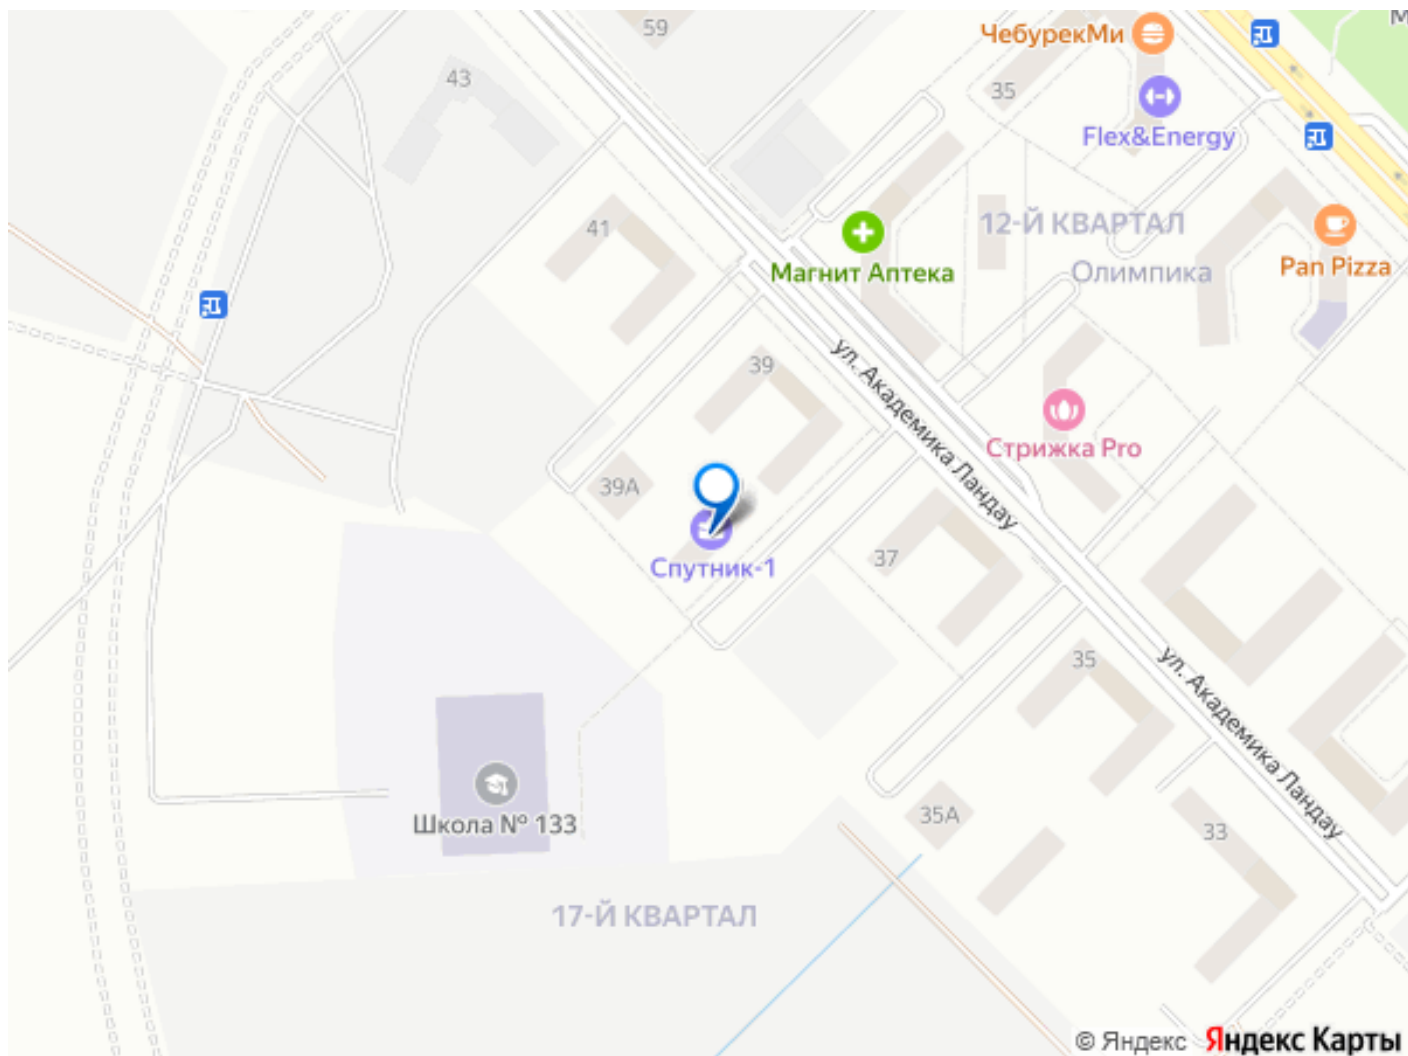 59
ЧебурекМи
М
43
35
Flex&Energy
41
12-Й КВАРТАЛ
Магнит Аптека
Олимпика
Pan Pizza
39
ул. Академика Ландау
Стрижка Pro
39А
Спутник-1
37
35
ул. Академика Ландау
Школа № 133
35А
33
17-Й КВАРТАЛ
© Яндекс Яндекс Карты